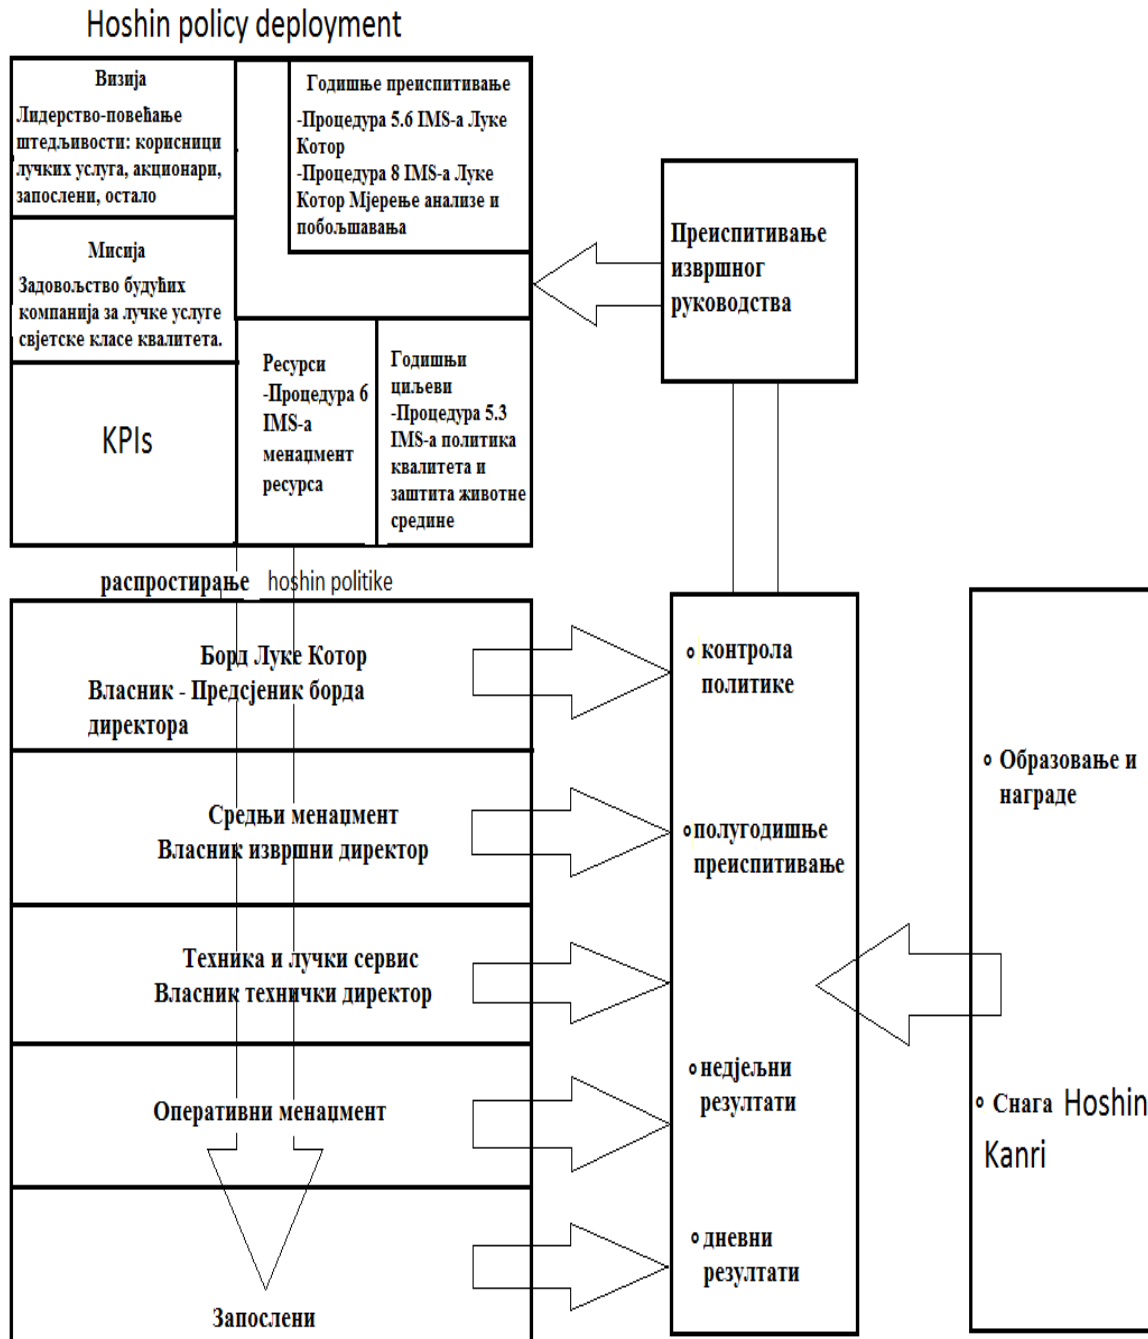 Hoshin policy deployment
Визија
Лидерство-повећање
штедљивости: корисници
лучких услуга, акционари,
запослени, остало
Мисија
Задовољство будућих
компанија за лучке услуге
свјетске класе квалитета.
KPIs
Годишње преиспитивање
-Процедура 5.6 IMS-а Луке
Котор
-Процедура 8 IMS-а Луке
Котор Мјерење анализе и
побољшавања
Ресурси
-Процедура 6
IMS-а
менаџмент
ресурса
Годишњи
циљеви
-Процедура 5.3
IMS-а политика
квалитета и
заштита животне
средине
Преиспитивање
извршног
руководства
распростирање hoshin politike
Борд Луке Котор
Власник - Предсјеник борда
директора
Средњи менаџмент
Власник извршни директор
Техника и лучки сервис
Власник технички директор
Оперативни менаџмент
Запослени
контрола
политике
полугодишње
преиспитивање
недјељни
резултати
дневни
резултати
Образовање и
награде
Снага Hoshin
Kanri